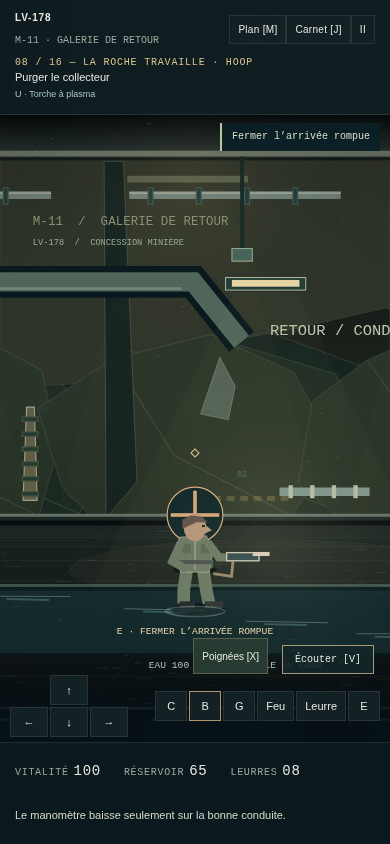 LV-178
Plan [M]
Carnet [J]
II
M-11 · GALERIE DE RETOUR
08 / 16 — LA ROCHE TRAVAILLE · HOOP
Purger le collecteur
U · Torche à plasma
Fermer l'arrivée rompue
M-11 / GALERIE DE RETOUR
LV-178 / CONCESSION MINIÈRE
RETOUR / COND
02
E · FERMER L'ARRIVÉE ROMPUE
EAU 100
LE
Poignées [X]
Écouter [V]
↑
← ↓ →
C B G Feu Leurre E
VITALITÉ 100 RÉSERVOIR 65 LEURRES 08
Le manomètre baisse seulement sur la bonne conduite.